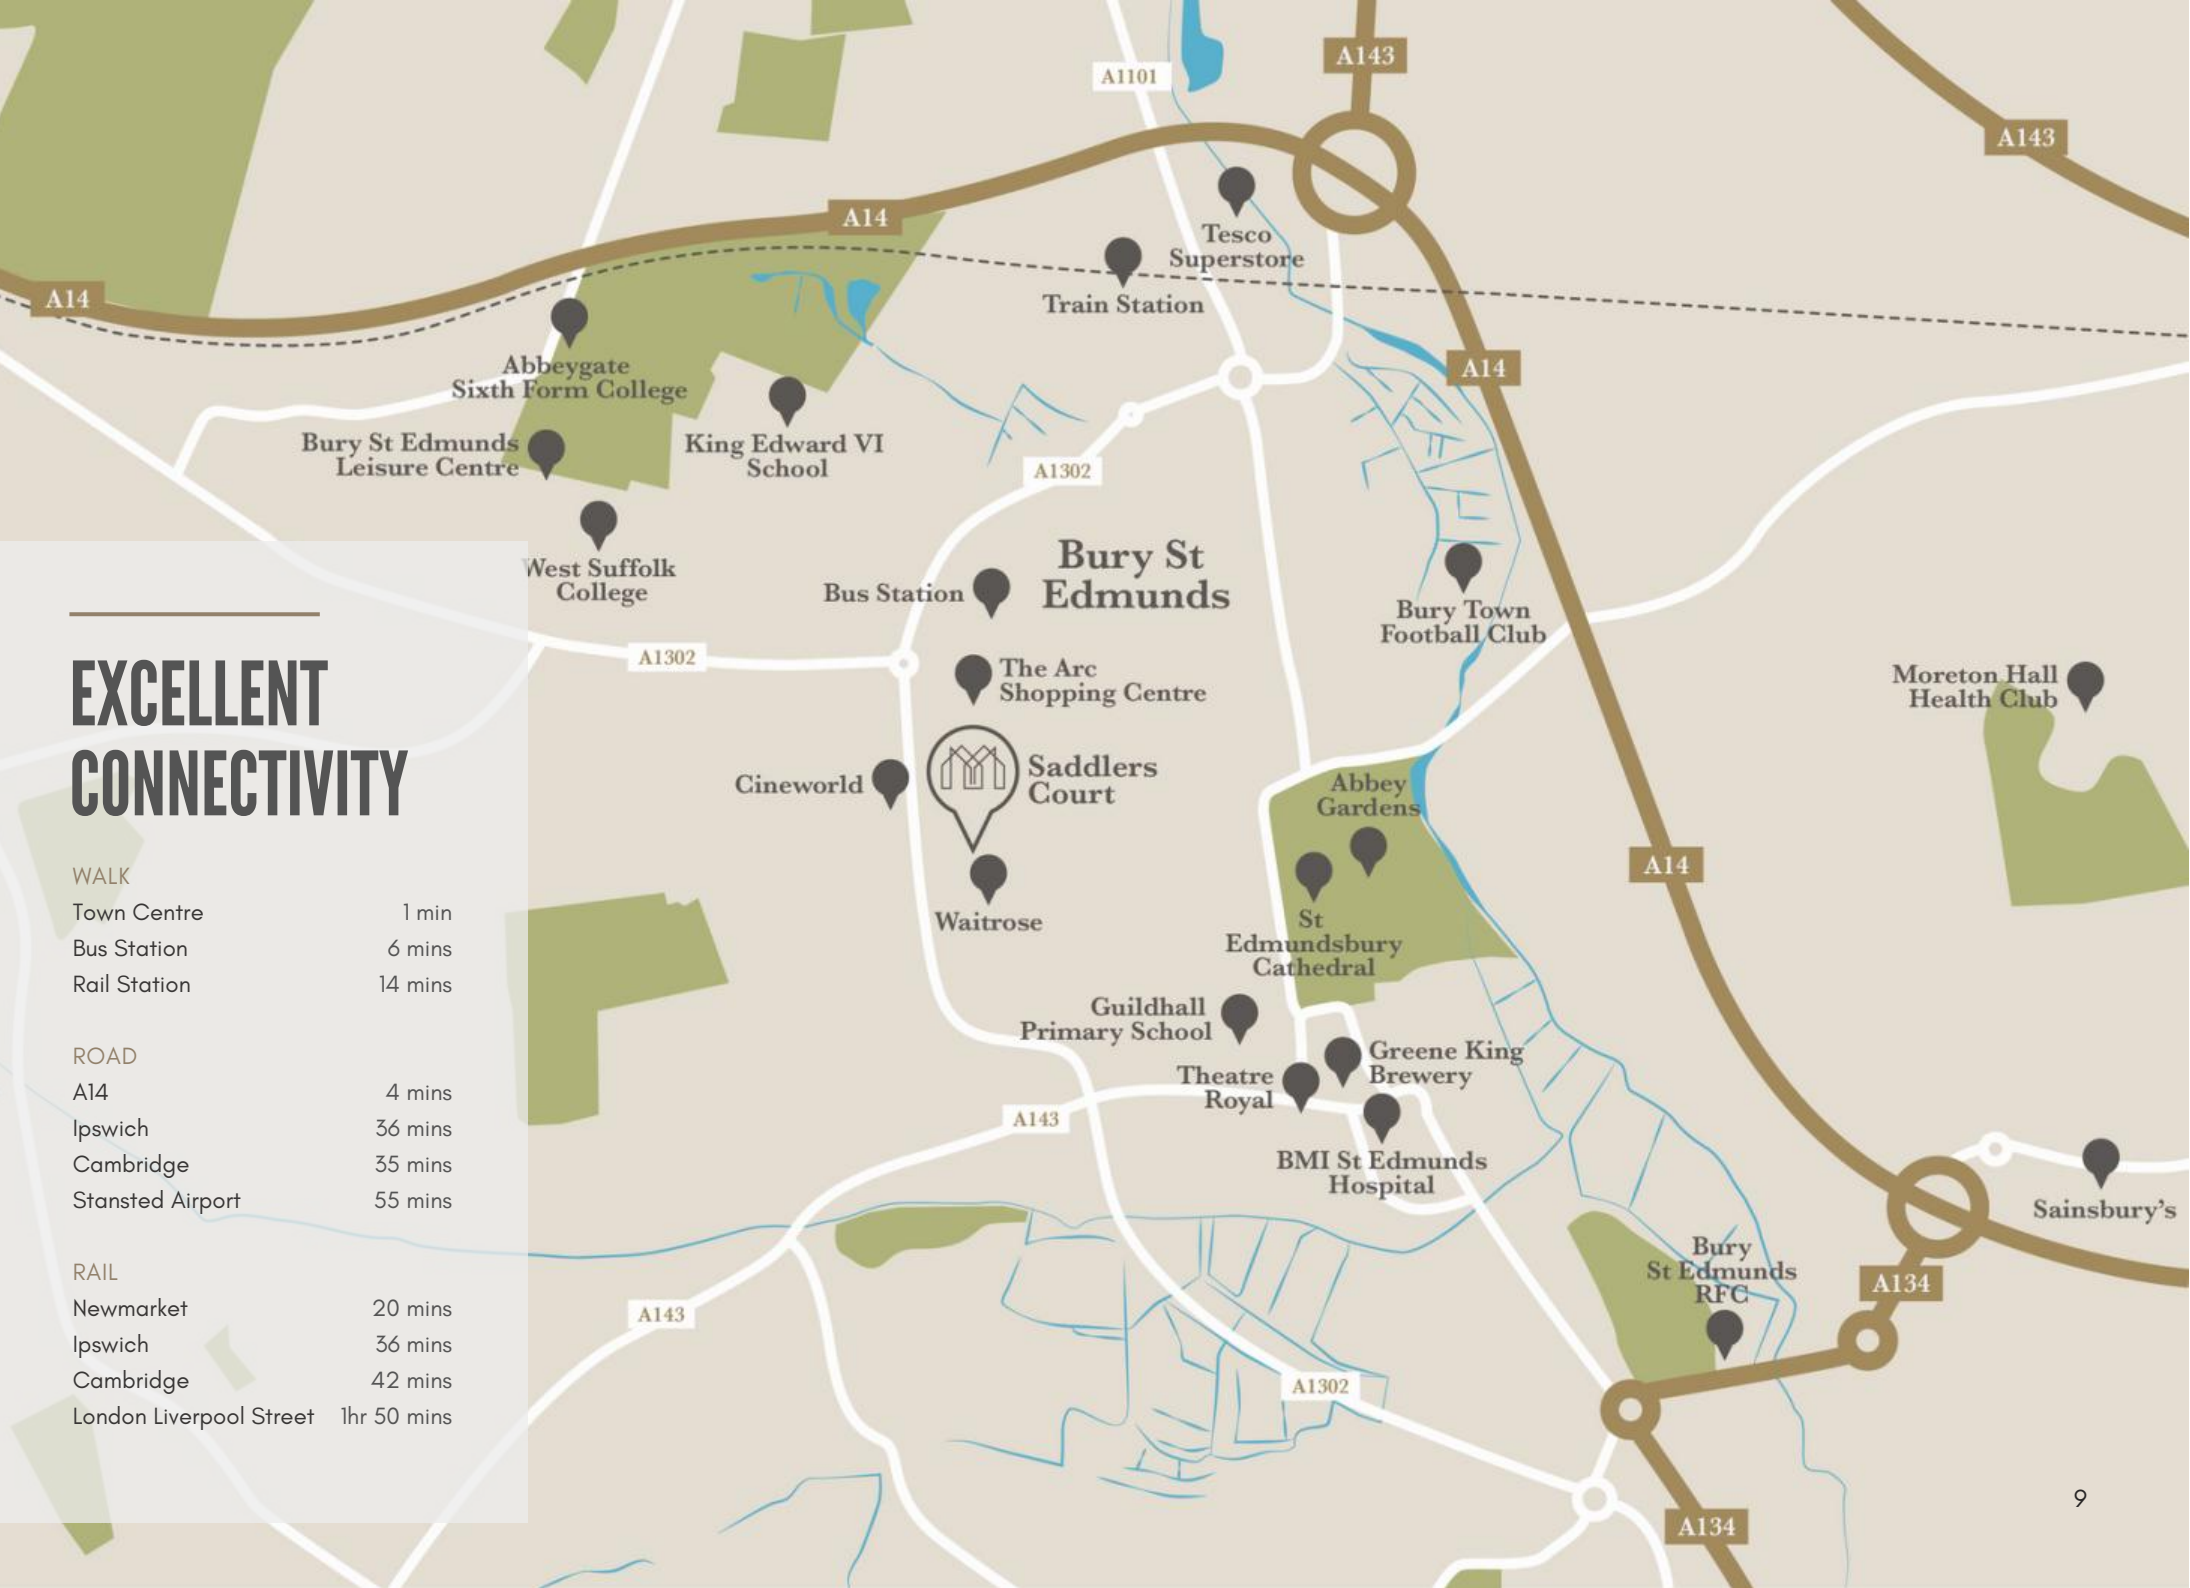 A1101
A143
A143
A14
Tesco
Superstore
A14
Train Station
A14
Abbeygate
Sixth Form College
Bury St Edmunds
Leisure Centre
King Edward VI
School
A1302
West Suffolk
College
Bus Station
Bury St
Edmunds
Bury Town
Football Club
A1302
The Arc
Shopping Centre
Moreton Hall
Health Club
Cineworld
Saddlers
Court
Abbey
Gardens
A14
Waitrose
St
Edmundsbury
Cathedral
Guildhall
Primary School
Greene King
Brewery
Theatre
Royal
A143
BMI St Edmunds
Hospital
Sainsbury's
Bury
St Edmunds
RFC
A134
A143
A1302
A134
EXCELLENT
CONNECTIVITY
WALK
Town Centre 1 min
Bus Station 6 mins
Rail Station 14 mins
ROAD
A14 4 mins
Ipswich 36 mins
Cambridge 35 mins
Stansted Airport 55 mins
RAIL
Newmarket 20 mins
Ipswich 36 mins
Cambridge 42 mins
London Liverpool Street 1hr 50 mins
9